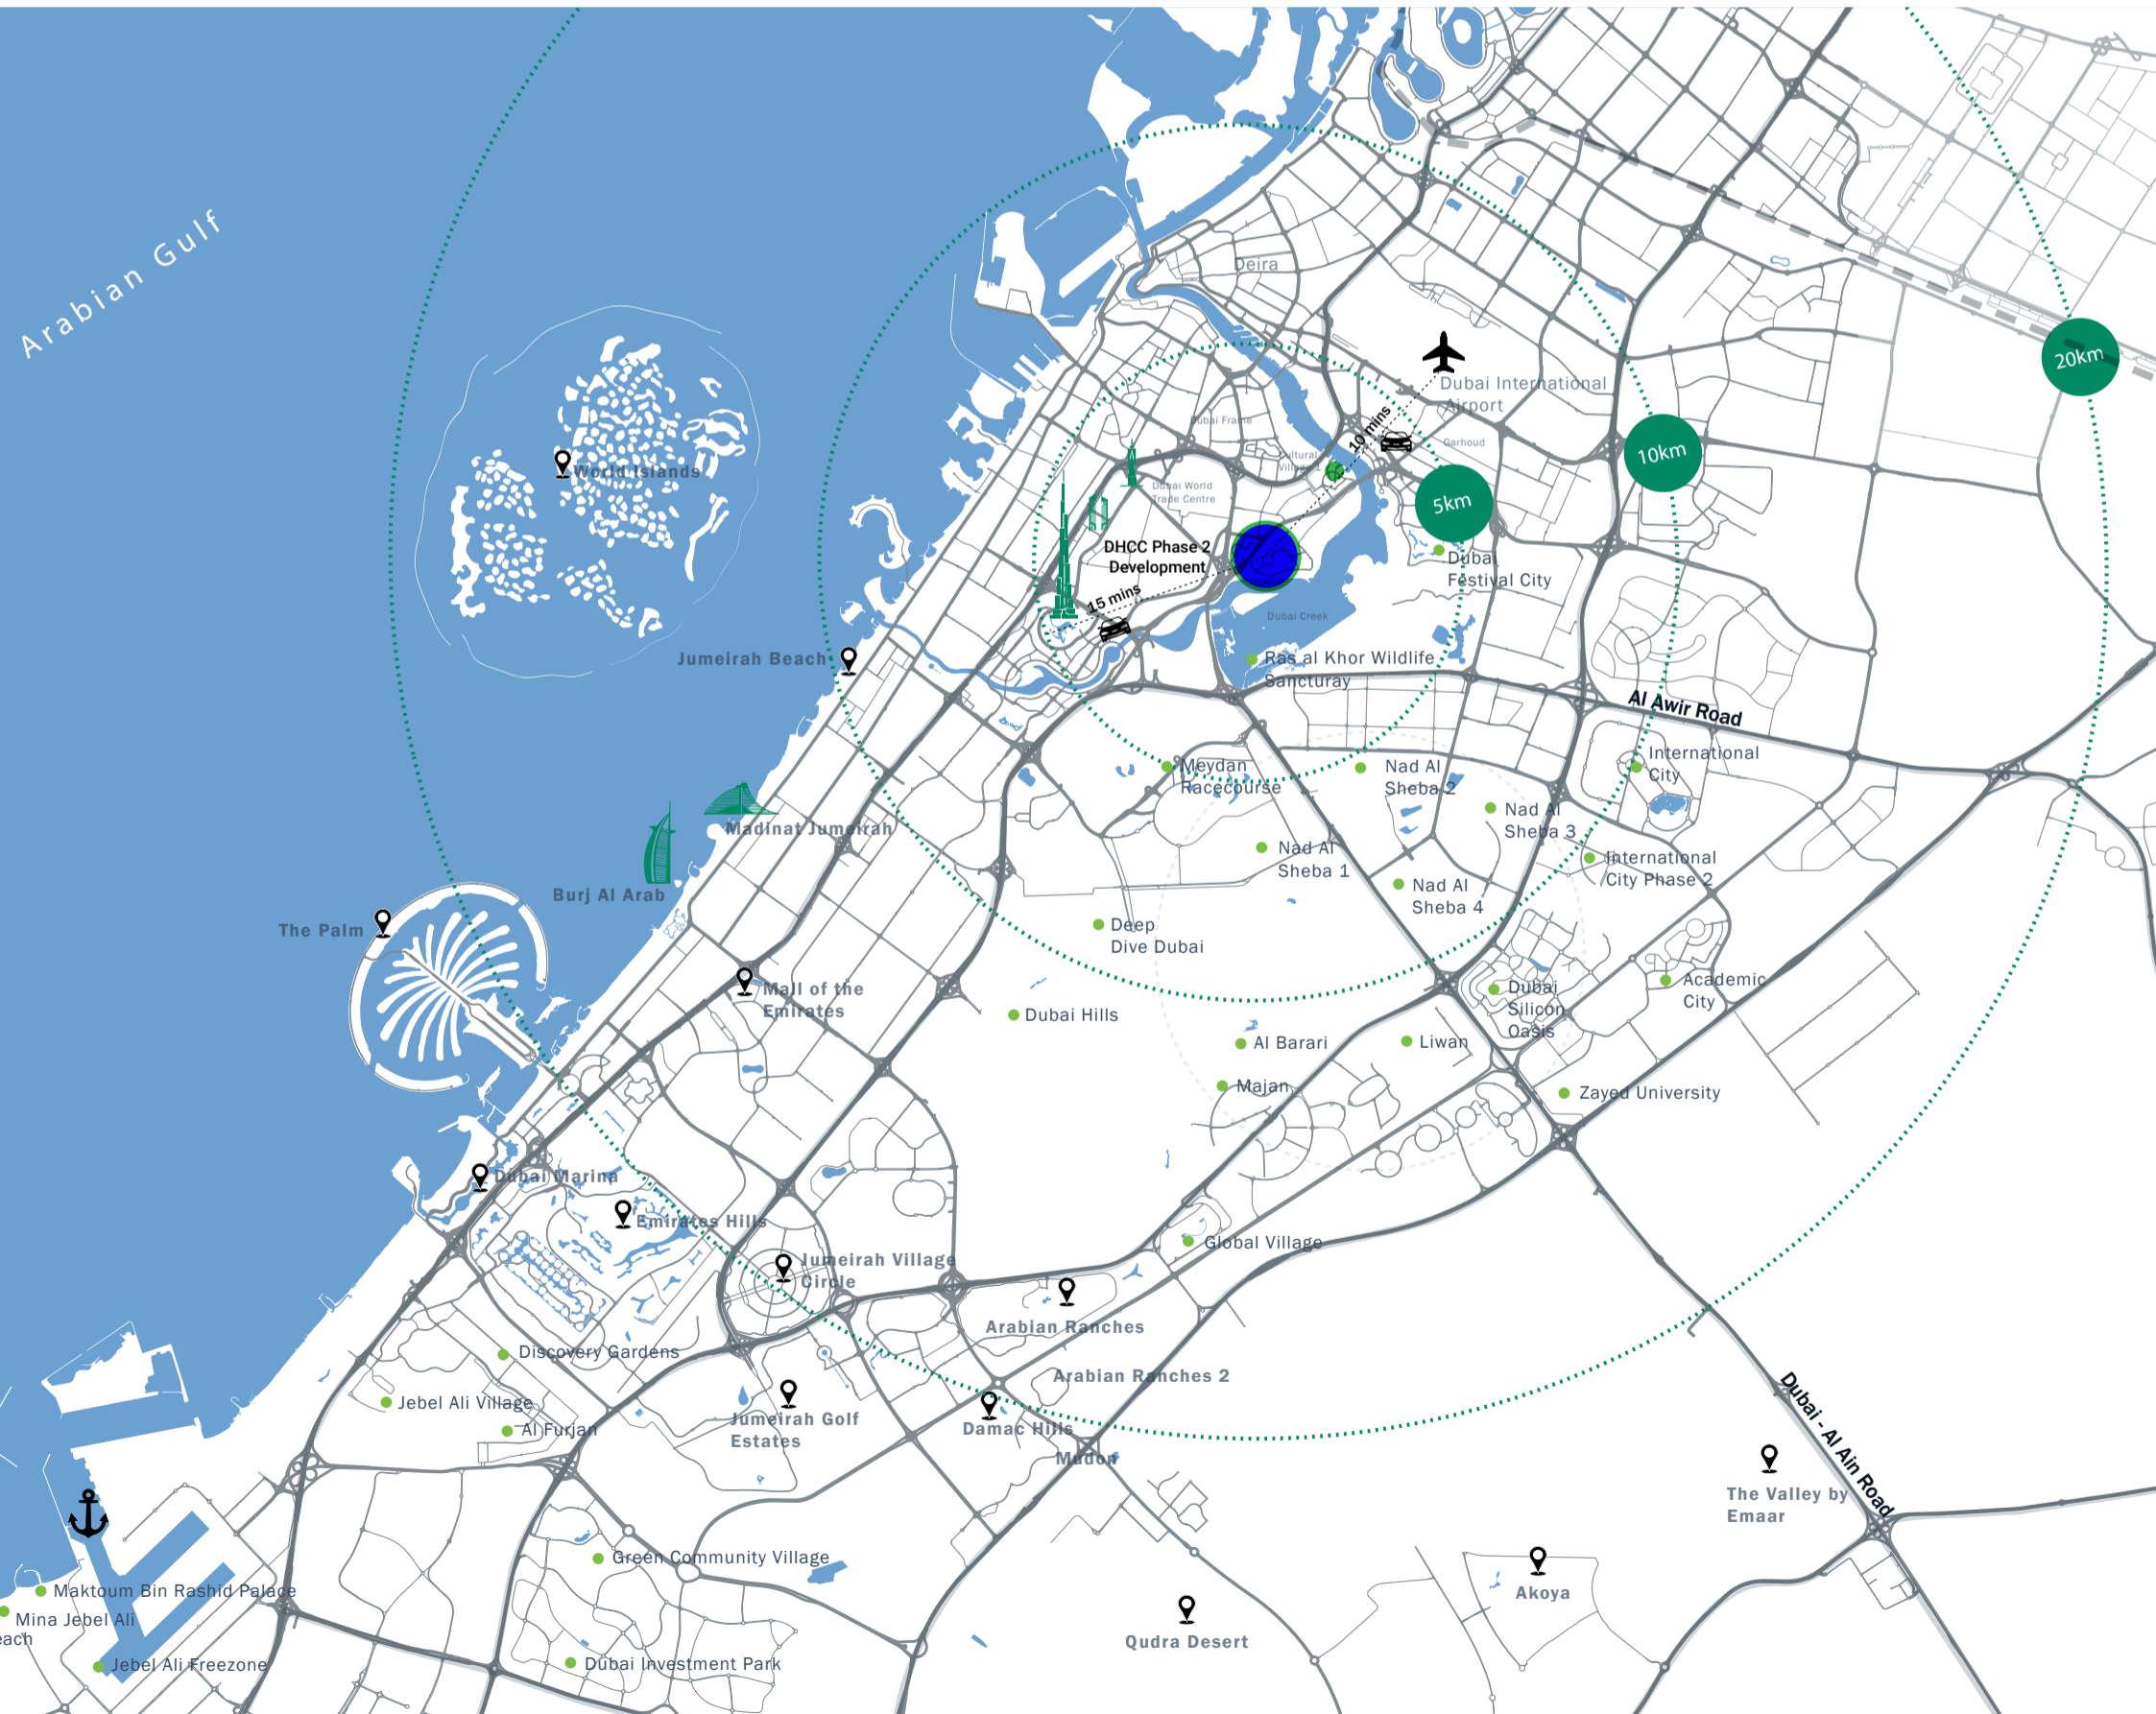 Arabian Gulf
Deira
20km
Dubai International
Airport
10 mins
Dubai Frame
Garhoud
10km
Cultural
Village 1
World Islands
Dubai World
Trade Centre
5km
DHCC Phase 2
Development
Dubai
Festival City
15 mins
Dubai Creek
Jumeirah Beach
Ras al Khor Wildlife
Sancturay
Al Awir Road
International
City
Meydan
Racecourse
Nad Al
Sheba 2
Nad Al
Sheba 3
Madinat Jumeirah
Nad Al
Sheba 1
International
City Phase 2
Burj Al Arab
Nad Al
Sheba 4
The Palm
Deep
Dive Dubai
Mall of the
Emirates
Academic
City
Dubai
Silicon
Oasis
Dubai Hills
Al Barari
Liwan
Majan
Zayed University
Dubai Marina
Emirates Hills
Global Village
Jumeirah Village
Circle
Arabian Ranches
Discovery Gardens
Arabian Ranches 2
Jebel Ali Village
Al Furjan
Jumeirah Golf
Estates
Damac Hills
Mudon
Dubai - Al Ain Road
The Valley by
Emaar
Green Community Village
Akoya
Maktoum Bin Rashid Palace
Mina Jebel Ali
each
Qudra Desert
Jebel Ali Freezone
Dubai Investment Park